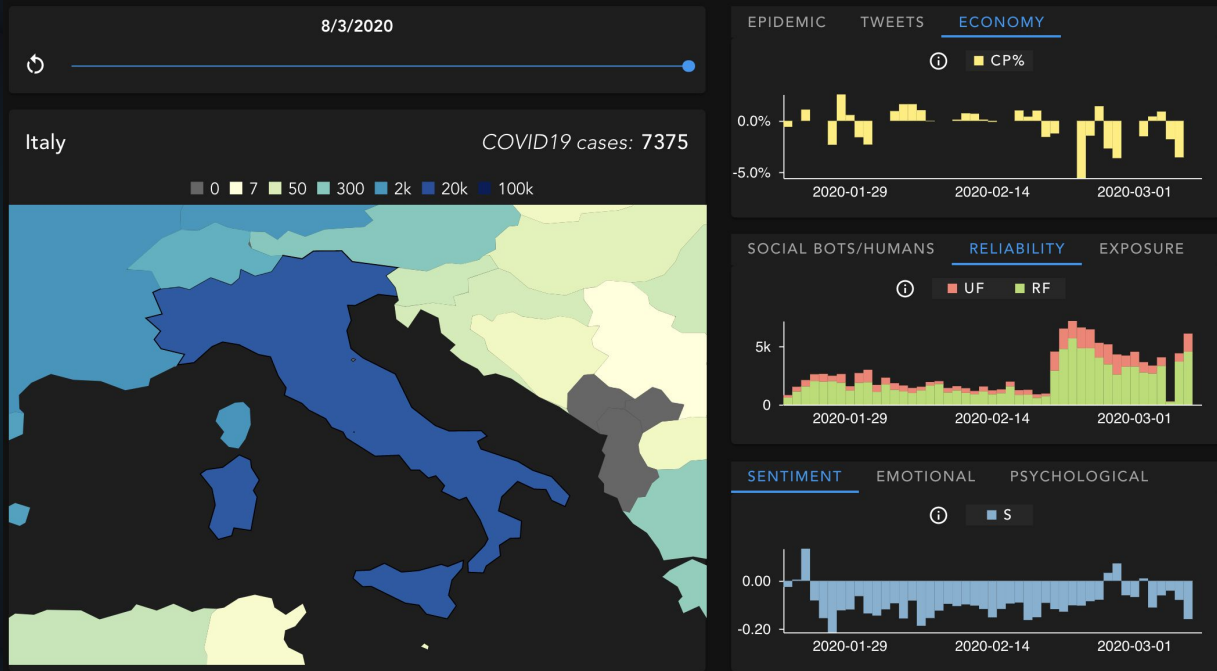 8/3/2020
Italy
COVID19 cases: 7375
0 7 50 300 2k 20k 100k
EPIDEMIC TWEETS ECONOMY
CP%
0.0%
-5.0%
2020-01-29 2020-02-14 2020-03-01
SOCIAL BOTS/HUMANS RELIABILITY EXPOSURE
UF RF
5k
0
2020-01-29 2020-02-14 2020-03-01
SENTIMENT EMOTIONAL PSYCHOLOGICAL
S
0.00
-0.20
2020-01-29 2020-02-14 2020-03-01